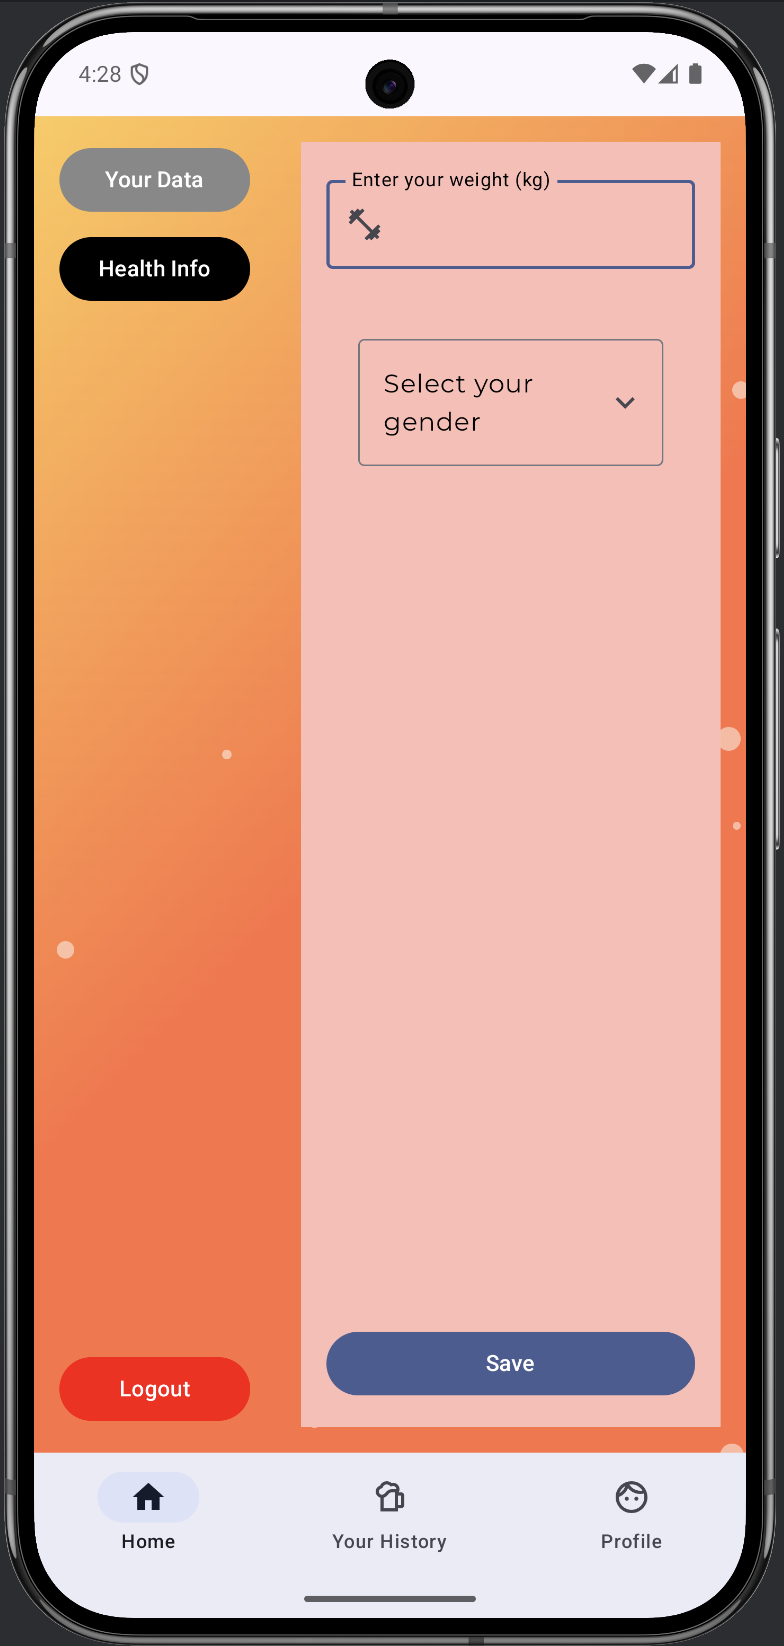 4:28
Your Data
Health Info
Enter your weight (kg)
Select your
gender
Save
Logout
Home
Your History
Profile